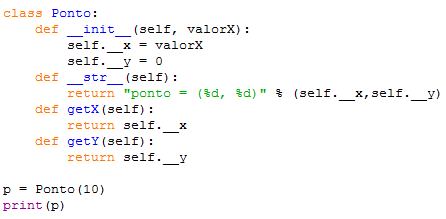 class Ponto:
    def __init__(self, valorX):
        self.__x = valorX
        self.__y = 0
    def __str__(self):
        return "ponto = (%d, %d)" % (self.__x,self.__y)
    def getX(self):
        return self.__x
    def getY(self):
        return self.__y

p = Ponto(10)
print(p)